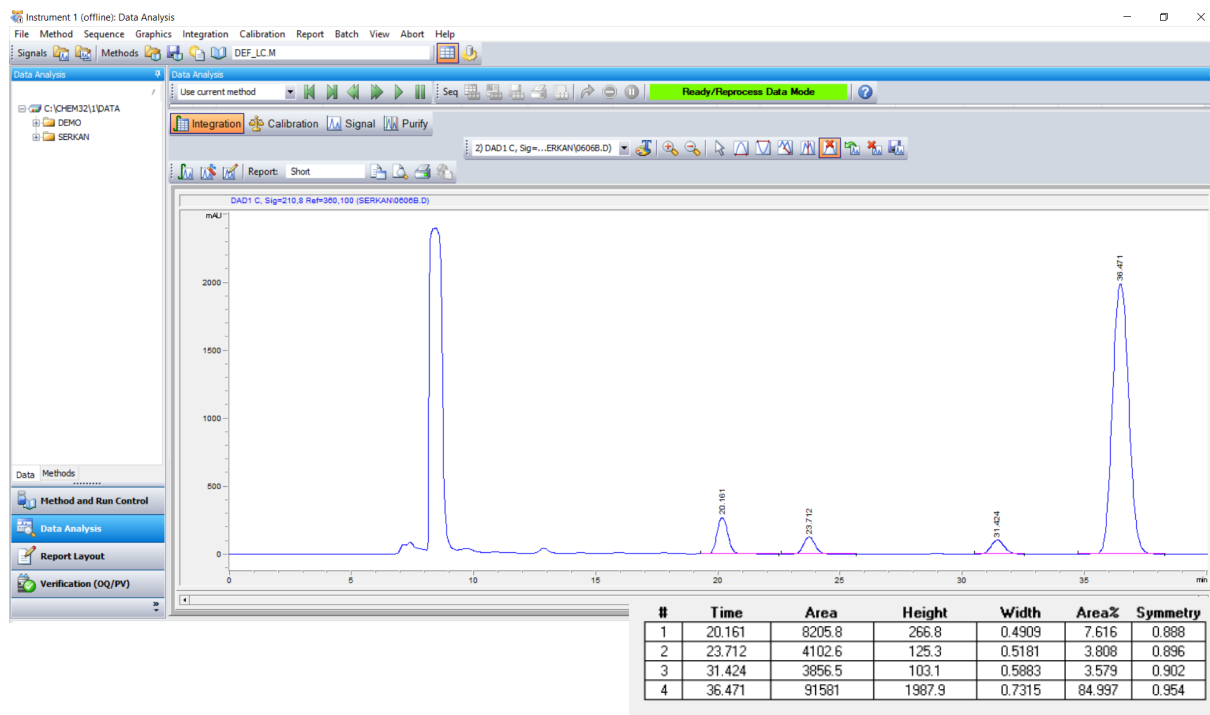 Instrument 1 (offline): Data Analysis
File Method Sequence Graphics Integration Calibration Report Batch View Abort Help
Signals Methods DEF_LC.M
Data Analysis
Data Analysis
Use current method Seq Ready/Reprocess Data Mode
C:\CHEM32\1\DATA
DEMO
SERKAN
Integration Calibration Signal Purify
2) DAD1 C, Sig=...ERKAN\0606B.D)
Report: Short
DAD1 C, Sig=210,8 Ref=360,100 (SERKAN\0606B.D)
mAU
2000
1500
1000
500
0
20.161
23.712
31.424
36.471
0 5 10 15 20 25 30 35 min
Data Methods
Method and Run Control
Data Analysis
Report Layout
Verification (OQ/PV)
# Time Area Height Width Area% Symmetry
1 20.161 8205.8 266.8 0.4909 7.616 0.888
2 23.712 4102.6 125.3 0.5181 3.808 0.896
3 31.424 3856.5 103.1 0.5883 3.579 0.902
4 36.471 91581 1987.9 0.7315 84.997 0.954